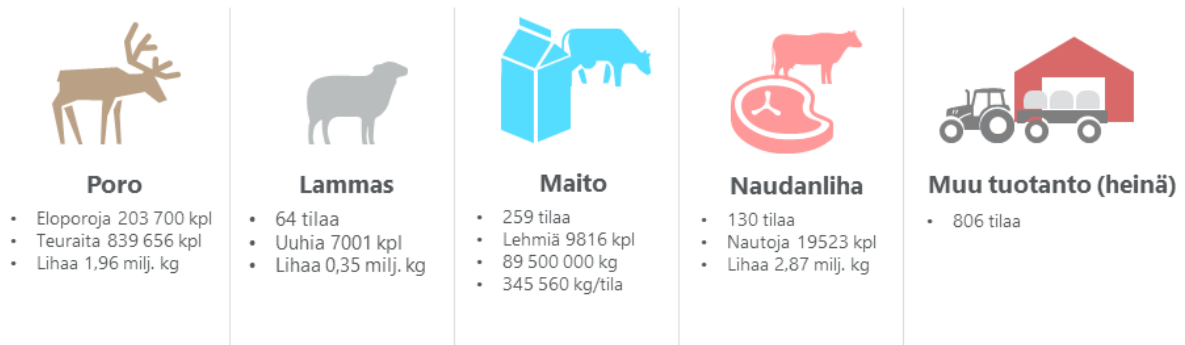 Poro
• Eloporoja 203 700 kpl
• Teuraita 839 656 kpl
• Lihaa 1,96 milj. kg
Lammas
• 64 tilaa
• Uuhia 7001 kpl
• Lihaa 0,35 milj. kg
Maito
• 259 tilaa
• Lehmiä 9816 kpl
• 89 500 000 kg
• 345 560 kg/tila
Naudanliha
• 130 tilaa
• Nautoja 19523 kpl
• Lihaa 2,87 milj. kg
Muu tuotanto (heinä)
• 806 tilaa